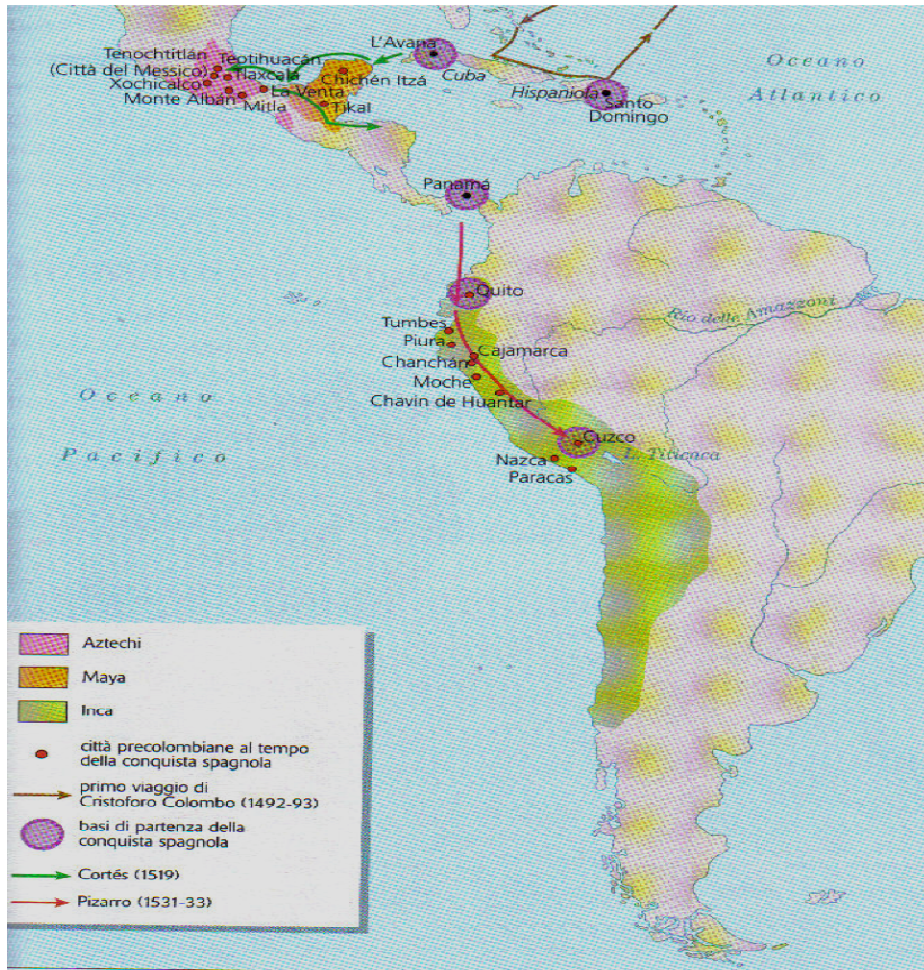 L'Avana
Cuba
Oceano
Atlantico
Tenochtitlán
(Città del Messico)
Teotihuacán
Tlaxcala
Xochicalco
La Venta
Monte Albán
Mitla
Chichén Itzá
Tikal
Hispaniola
Santo
Domingo
Panamá
Quito
Rio delle Amazzoni
Tumbes
Piura
Cajamarca
Chanchán
Moche
Chavin de Huantar
Oceano
Pacifico
Cuzco
L. Titicaca
Nazca
Paracas
Aztechi
Maya
Inca
città precolombiane al tempo
della conquista spagnola
primo viaggio di
Cristoforo Colombo (1492-93)
basi di partenza della
conquista spagnola
Cortés (1519)
Pizarro (1531-33)